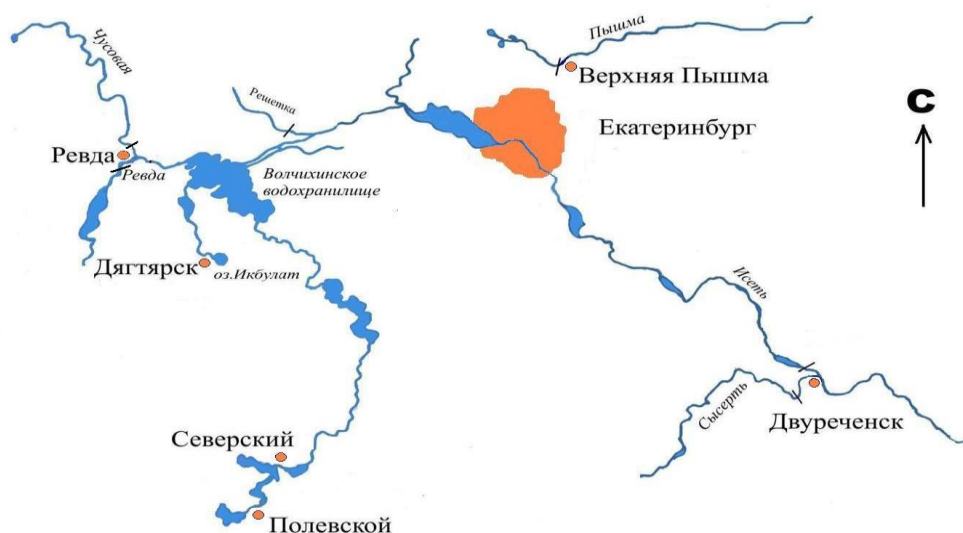 Чусовая
Пышма
Верхняя Пышма
Решетка
С
Екатеринбург
Ревда
Ревда
Волчихинское
водохранилище
Дягтярск
оз.Икбулат
Исеть
Сысерть
Двуреченск
Северский
Полевской